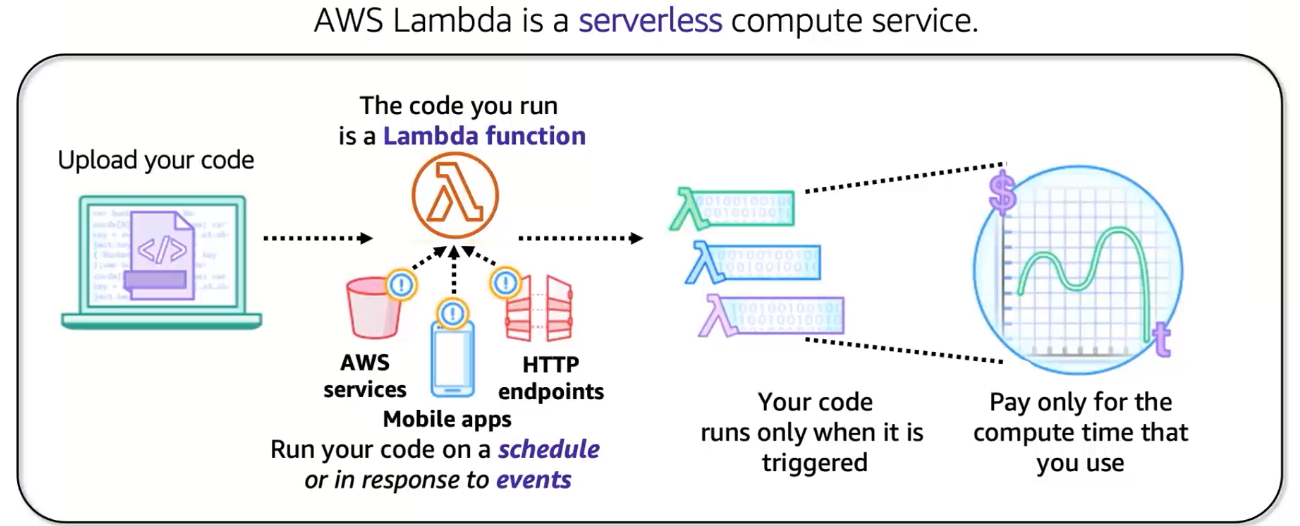 AWS Lambda is a serverless compute service.
Upload your code
The code you run
is a Lambda function
AWS
services
Mobile apps
HTTP
endpoints
Run your code on a schedule
or in response to events
Your code
runs only when it is
triggered
$
t
Pay only for the
compute time that
you use